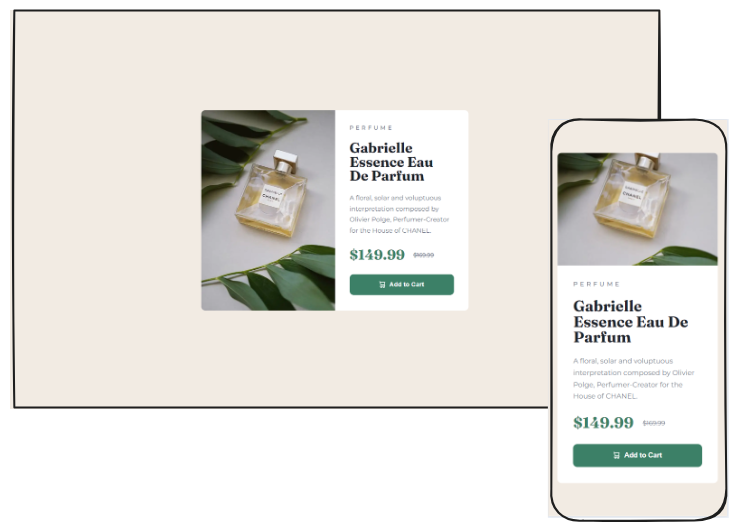 CHANEL
PERFUME
Gabrielle
Essence Eau
De Parfum
A floral, solar and voluptuous
interpretation composed by
Olivier Polge, Perfumer-Creator
for the House of CHANEL.
$149.99 $169.99
Add to Cart
CHANEL
PERFUME
Gabrielle
Essence Eau De
Parfum
A floral, solar and voluptuous
interpretation composed by Olivier
Polge, Perfumer-Creator for the
House of CHANEL.
$149.99 $169.99
Add to Cart